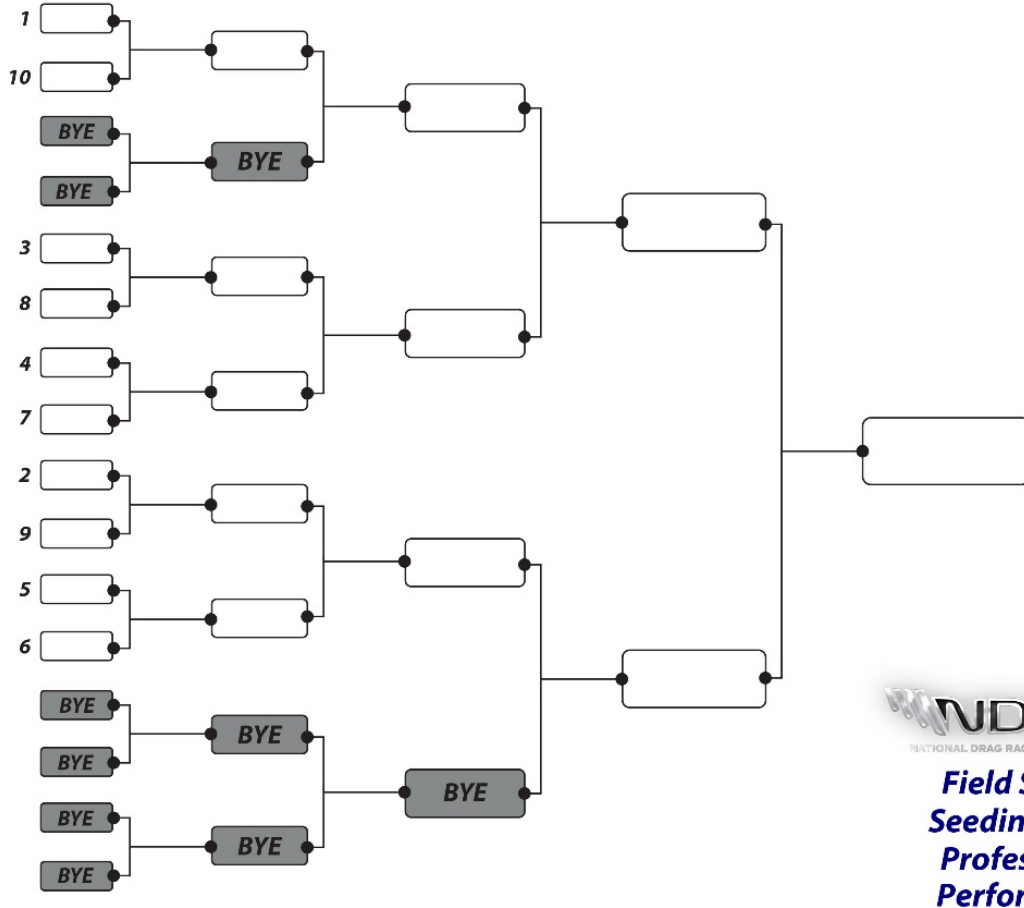 1
10
BYE
BYE
BYE
3
8
4
7
2
9
5
6
BYE
BYE
BYE
BYE
BYE
BYE
BYE
ND
NATIONAL DRAG RAC
Field S
Seedin
Profes
Perfor